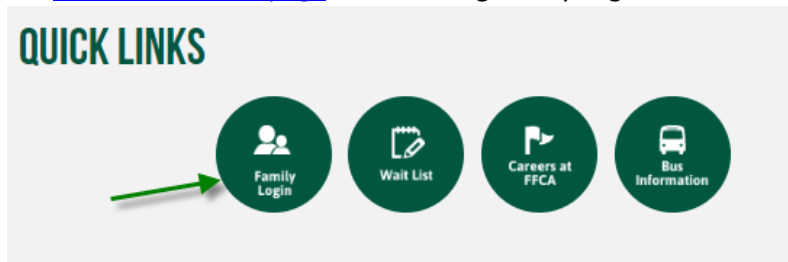 QUICK LINKS
Family
Login
Wait List
Careers at
FFCA
Bus
Information